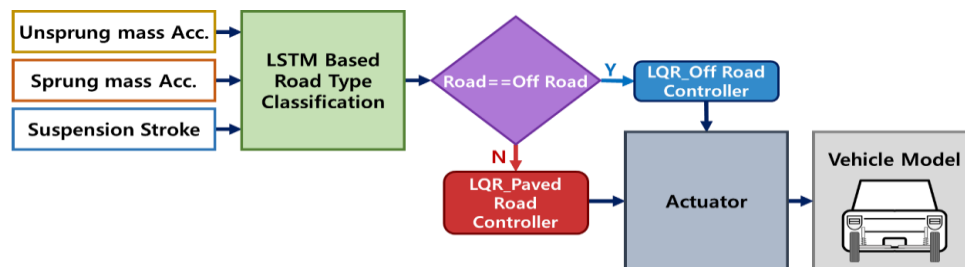 Unsprung mass Acc.
Sprung mass Acc.
Suspension Stroke
LSTM Based
Road Type
Classification
Road==Off Road
Y
N
LQR_Off Road
Controller
LQR_Paved
Road
Controller
Actuator
Vehicle Model